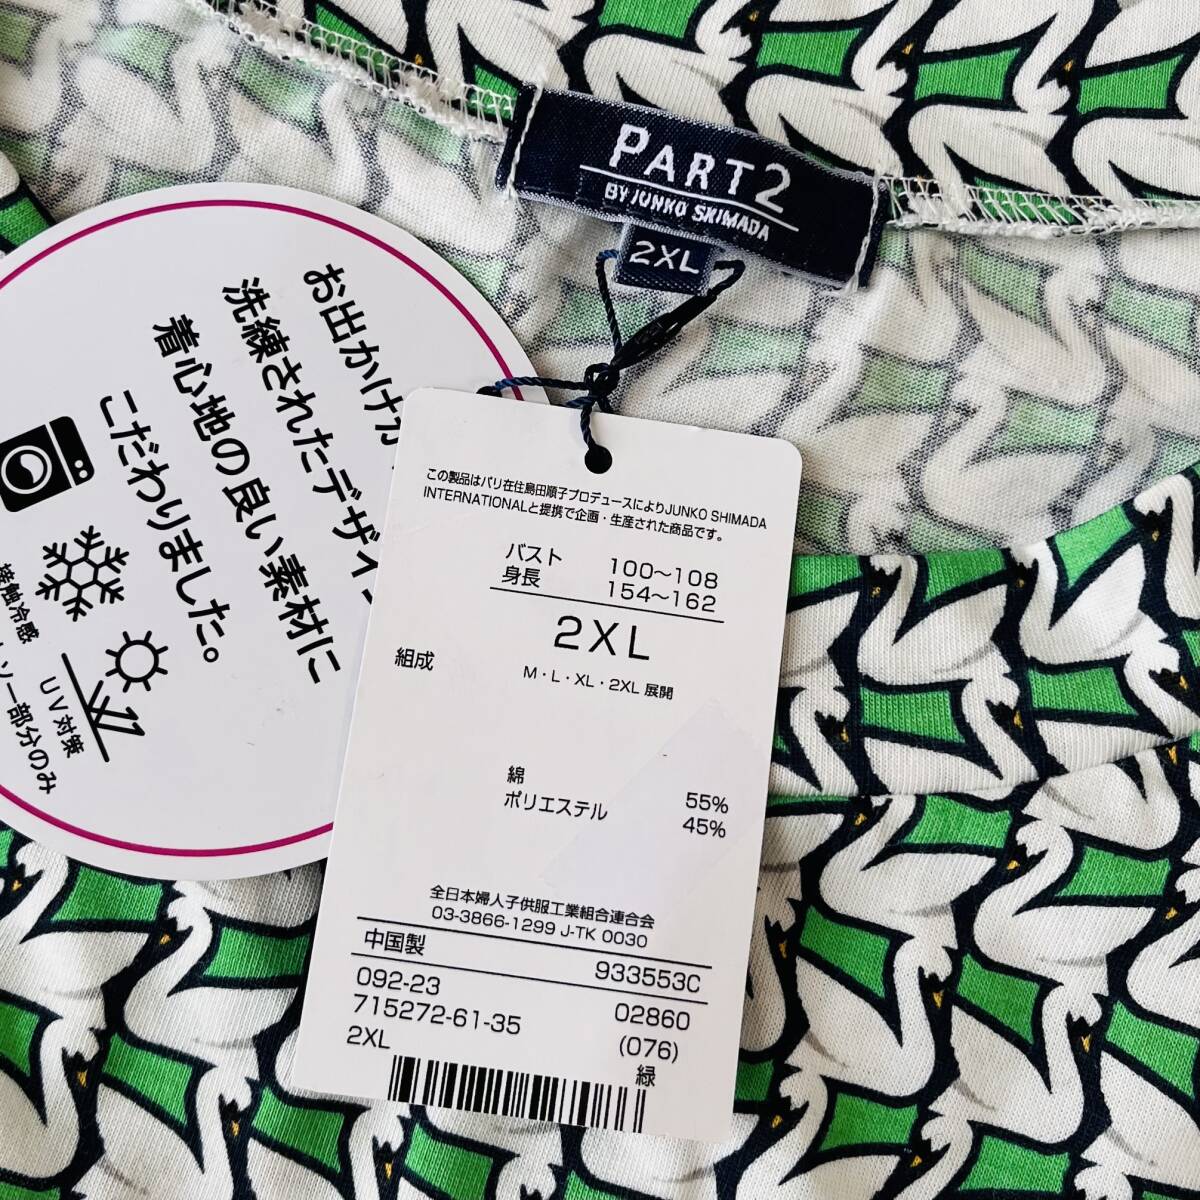 PART2
BY JUNKO SKIMADA
2XL
お出かけ
洗練されたデザイ
着心地の良い素材に
こだわりました。
接触冷感
UV対策
ソー部分のみ
この製品はパリ在住島田順子プロデュースによりJUNKO SHIMADA
INTERNATIONALと提携で企画・生産された商品です。
バスト 100〜108
身長 154〜162
2XL
組成
M・L・XL・2XL 展開
綿 55%
ポリエステル 45%
全日本婦人子供服工業組合連合会
03-3866-1299 J-TK 0030
中国製 933553C
092-23 02860
715272-61-35 (076)
2XL 緑